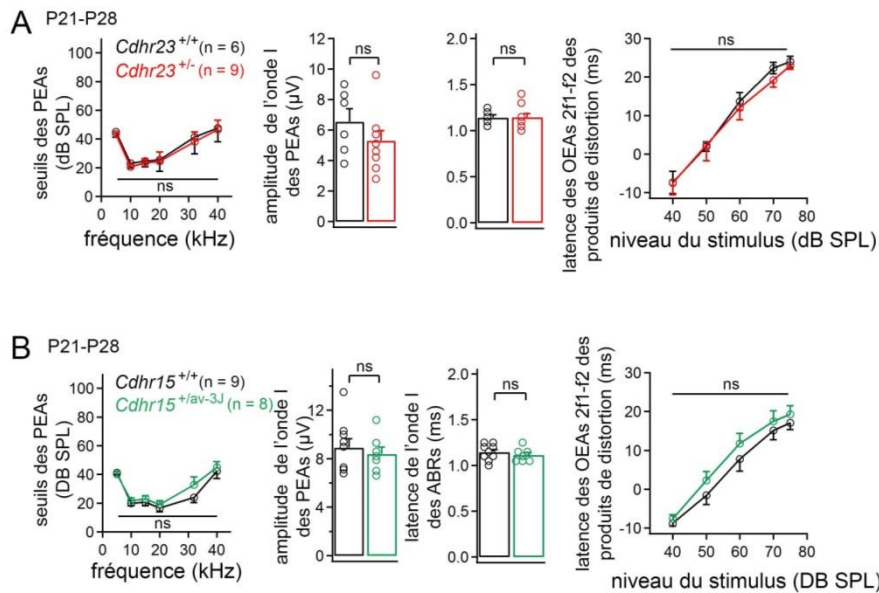 A P21-P28
Cdhr23+/+ (n = 6)
Cdhr23+/- (n = 9)
seuils des PEAs
(dB SPL)
100
80
60
40
20
0
ns
0 10 20 30 40
fréquence (kHz)
amplitude de l'onde I
des PEAs (µV)
12
10
8
6
4
2
0
ns
2.0
1.5
1.0
0.5
0.0
ns
latence des OEAs 2f1-f2 des
produits de distortion (ms)
30
20
10
0
-10
ns
40 50 60 70 80
niveau du stimulus (dB SPL)
B P21-P28
Cdhr15+/+ (n = 9)
Cdhr15+/av-3J (n = 8)
seuils des PEAs
(DB SPL)
100
80
60
40
20
0
ns
0 10 20 30 40
fréquence (kHz)
amplitude de l'onde I
des PEAs (µV)
12
8
4
0
ns
latence de l'onde I
des ABRs (ms)
2.0
1.5
1.0
0.5
0.0
ns
latence des OEAs 2f1-f2 des
produits de distortion (ms)
30
20
10
0
-10
ns
40 50 60 70 80
niveau du stimulus (DB SPL)